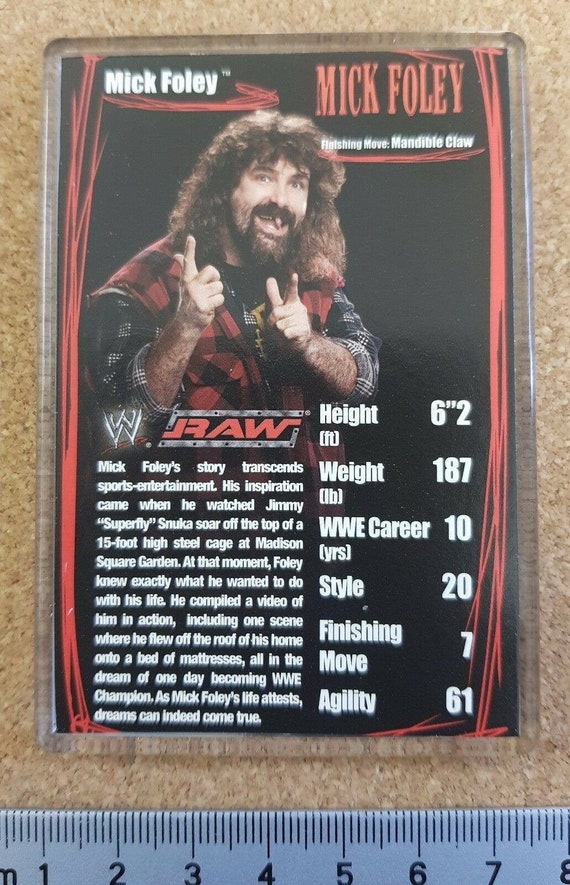 Mick Foley™
MICK FOLEY
Finishing Move: Mandible Claw
W
RAW®
Mick Foley's story transcends
sports-entertainment. His inspiration
came when he watched Jimmy
“Superfly” Snuka soar off the top of a
15-foot high steel cage at Madison
Square Garden. At that moment, Foley
knew exactly what he wanted to do
with his life. He compiled a video of
him in action, including one scene
where he flew off the roof of his home
onto a bed of mattresses, all in the
dream of one day becoming WWE
Champion. As Mick Foley's life attests,
dreams can indeed come true.
Height 6”2
(ft)
Weight 187
(lb)
WWE Career 10
(yrs)
Style 20
Finishing
Move 7
Agility 61
m 1 2 3 4 5 6 7 8